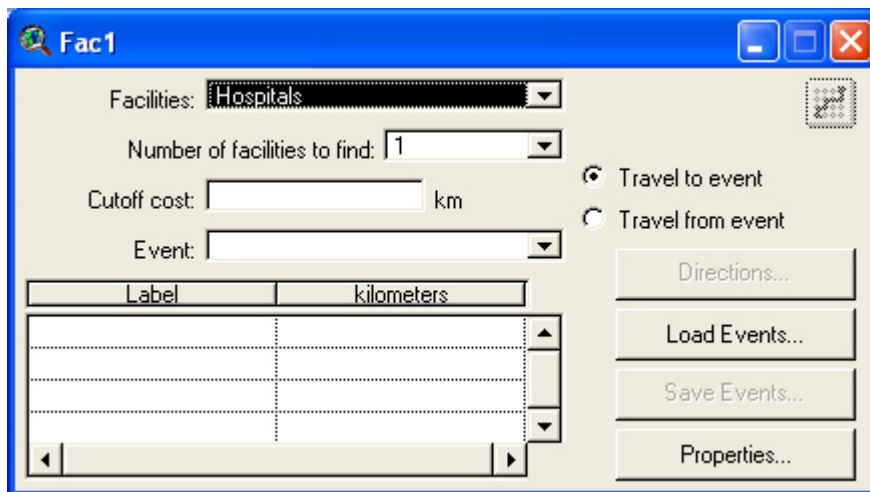 Fac1
Facilities: Hospitals
Number of facilities to find: 1
Cutoff cost: km
Travel to event
Travel from event
Event:
Directions...
Label kilometers
Load Events...
Save Events...
Properties...